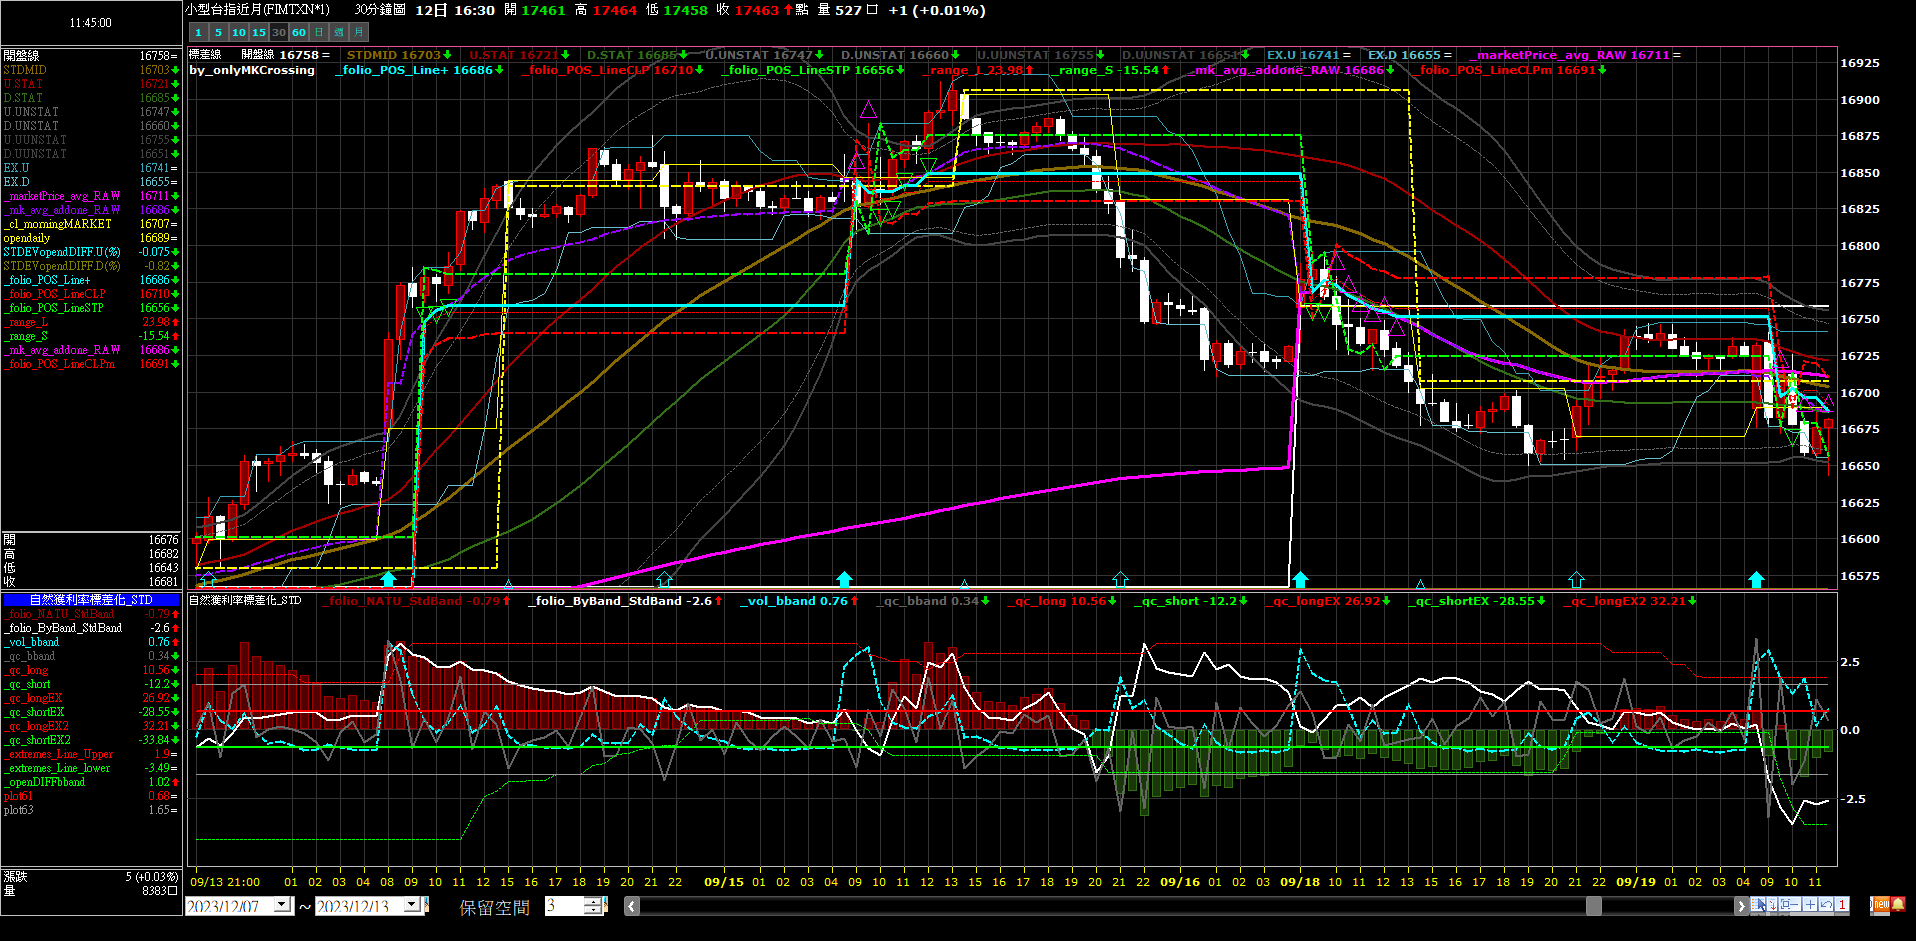 11:45:00
小型台指近月(FIMTXN*1) 30分鐘圖 12日 16:30 開 17461 高 17464 低 17458 收 17463 點 量 527口 +1 (+0.01%)
1 5 10 15 30 60 日 週 月
標差線 開盤線 16758 = STDMID 16703 U.STAT 16721 D.STAT 16685 U.UNSTAT 16747 D.UNSTAT 16660 U.UUNSTAT 16755 D.UUNSTAT 16651 EX.U 16741 = EX.D 16655 = _marketPrice_avg_RAW 16711 =
by_onlyMKCrossing _folio_POS_Line+ 16686 _folio_POS_LineCLP 16710 _folio_POS_LineSTP 16656 _range_L 23.98 _range_S -15.54 _mk_avg_addone_RAW 16686 _folio_POS_LineCLPm 16691
開盤線 16758=
STDMID 16703
U.STAT 16721
D.STAT 16685
U.UNSTAT 16747
D.UNSTAT 16660
U.UUNSTAT 16755
D.UUNSTAT 16651
EX.U 16741=
EX.D 16655=
_marketPrice_avg_RAW 16711=
_mk_avg_addone_RAW 16686
_cl_morningMARKET 16707=
opendaily 16689=
STDEVopendDIFF.U(%) -0.075
STDEVopendDIFF.D(%) -0.82
_folio_POS_Line+ 16686
_folio_POS_LineCLP 16710
_folio_POS_LineSTP 16656
_range_L 23.98
_range_S -15.54
_mk_avg_addone_RAW 16686
_folio_POS_LineCLPm 16691
開 16676
高 16682
低 16643
收 16681
16925
16900
16875
16850
16825
16800
16775
16750
16725
16700
16675
16650
16625
16600
16575
自然獲利率標差化_STD
_folio_NATU_StdBand -0.79
_folio_ByBand_StdBand -2.6
_vol_bband 0.76
_qc_bband 0.34
_qc_long 10.56
_qc_short -12.2
_qc_longEX 26.92
_qc_shortEX -28.55
_qc_longEX2 32.21
_qc_shortEX2 -33.84
_extremes_Line_Upper 1.9=
_extremes_Line_lower -3.49=
_openDIFFbband 1.02
plot61 0.68=
plot63 1.65=
自然獲利率標差化_STD _folio_NATU_StdBand -0.79 _folio_ByBand_StdBand -2.6 _vol_bband 0.76 _qc_bband 0.34 _qc_long 10.56 _qc_short -12.2 _qc_longEX 26.92 _qc_shortEX -28.55 _qc_longEX2 32.21
2.5
0.0
-2.5
漲跌 5 (+0.03%)
量 8383口
09/13 21:00 01 02 03 04 08 09 10 11 12 15 16 17 18 19 20 21 22 09/15 01 02 03 04 09 10 11 12 13 15 16 17 18 19 20 21 22 09/16 01 02 03 09/18 10 11 12 13 15 16 17 18 19 20 21 22 09/19 01 02 03 04 09 10 11
2023/12/07 ~ 2023/12/13 保留空間 3
1 new